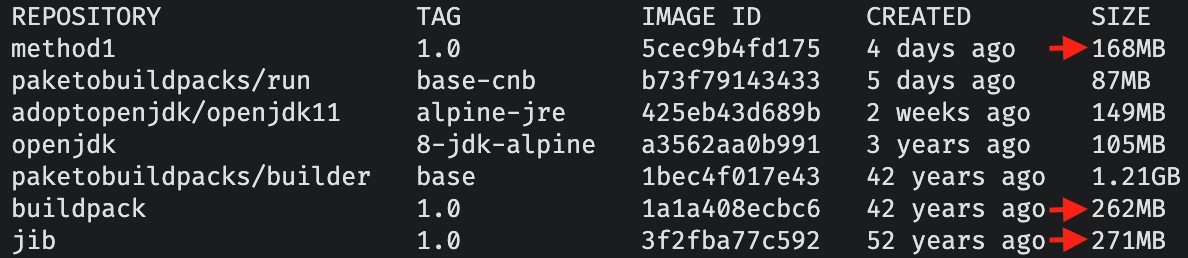 REPOSITORY TAG IMAGE ID CREATED SIZE
method1 1.0 5cec9b4fd175 4 days ago 168MB
paketobuildpacks/run base-cnb b73f79143433 5 days ago 87MB
adoptopenjdk/openjdk11 alpine-jre 425eb43d689b 2 weeks ago 149MB
openjdk 8-jdk-alpine a3562aa0b991 3 years ago 105MB
paketobuildpacks/builder base 1bec4f017e43 42 years ago 1.21GB
buildpack 1.0 1a1a408ecbc6 42 years ago 262MB
jib 1.0 3f2fba77c592 52 years ago 271MB